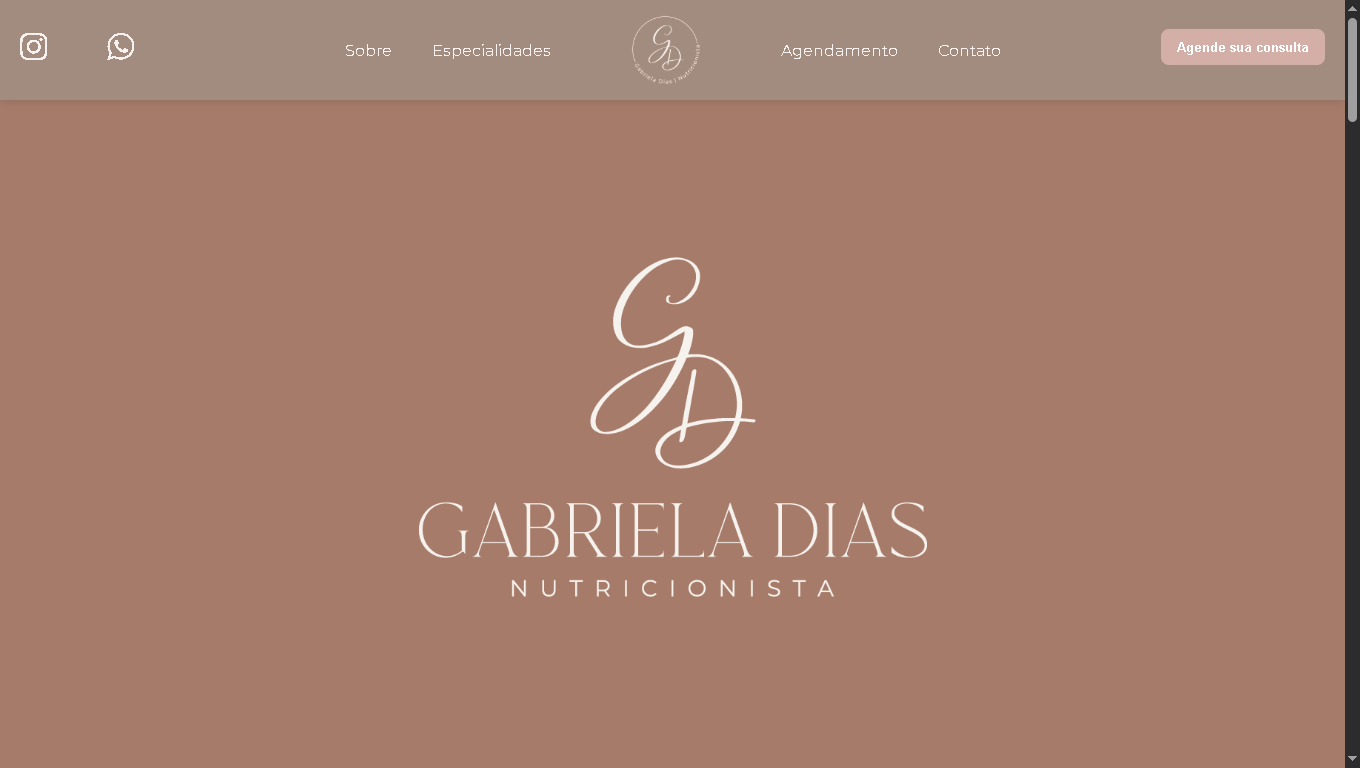 Sobre
Especialidades
GD
Gabriela Dias | Nutricionista
Agendamento
Contato
Agende sua consulta
GD
GABRIELA DIAS
NUTRICIONISTA